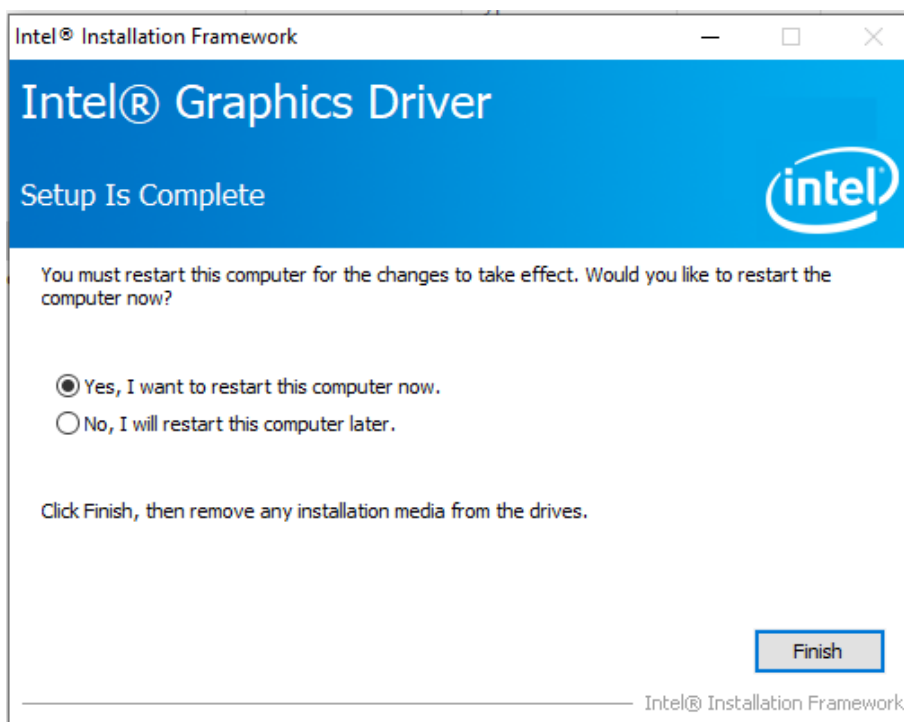 Intel® Installation Framework
Intel® Graphics Driver
Setup Is Complete
intel
You must restart this computer for the changes to take effect. Would you like to restart the
computer now?
Yes, I want to restart this computer now.
No, I will restart this computer later.
Click Finish, then remove any installation media from the drives.
Finish
Intel® Installation Framework